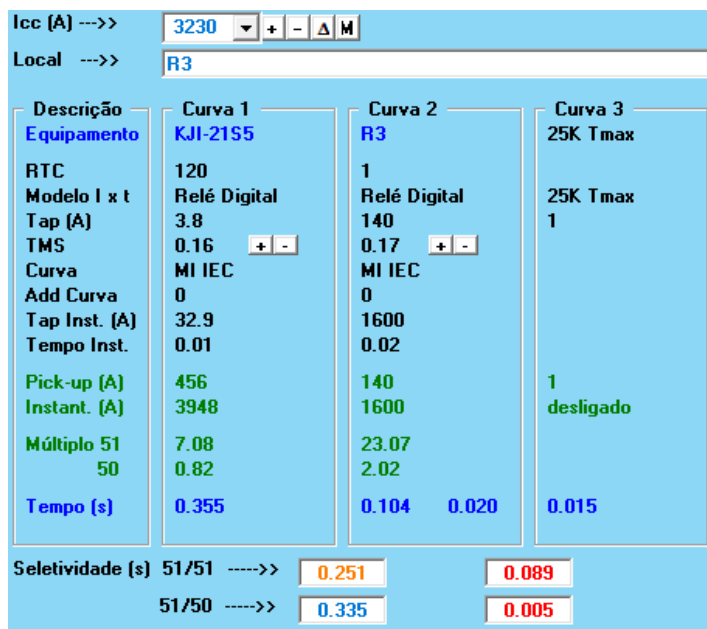 Icc (A) --->> 3230 + - Δ M
Local --->> R3
Descrição Curva 1 Curva 2 Curva 3
Equipamento KJI-21S5 R3 25K Tmax
RTC 120 1
Modelo I x t Relé Digital Relé Digital 25K Tmax
Tap (A) 3.8 140 1
TMS 0.16 + - 0.17 + -
Curva MI IEC MI IEC
Add Curva 0 0
Tap Inst. (A) 32.9 1600
Tempo Inst. 0.01 0.02
Pick-up (A) 456 140 1
Instant. (A) 3948 1600 desligado
Múltiplo 51 7.08 23.07
50 0.82 2.02
Tempo (s) 0.355 0.104 0.020 0.015
Seletividade (s) 51/51 ----->> 0.251 0.089
51/50 ----->> 0.335 0.005